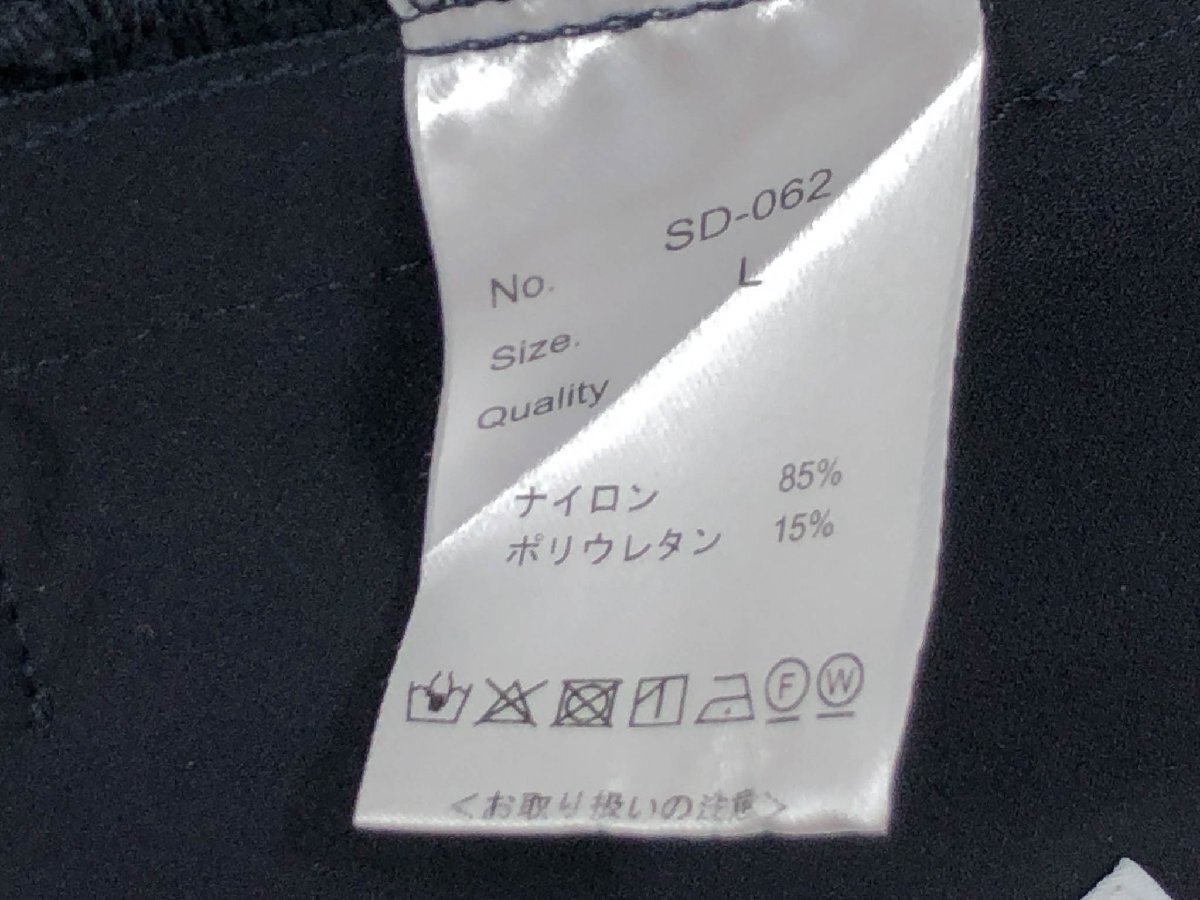 No. SD-062
Size. L
Quality
ナイロン 85%
ポリウレタン 15%
F W
<お取り扱いの注意>